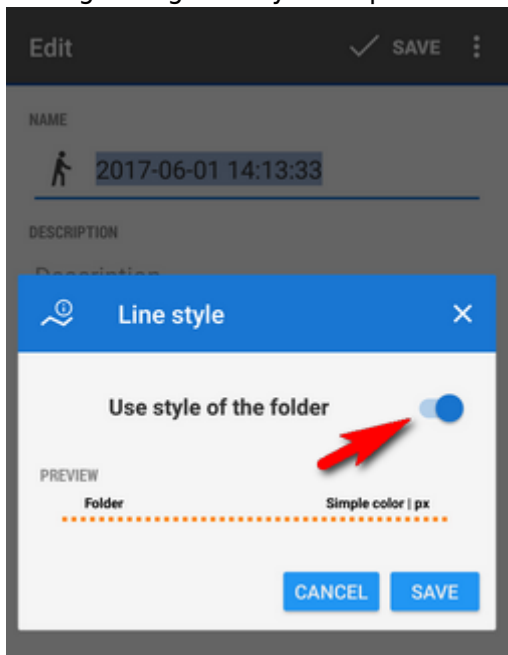 Edit
SAVE
NAME
2017-06-01 14:13:33
DESCRIPTION
Description
Line style
Use style of the folder
PREVIEW
Folder Simple color | px
CANCEL SAVE